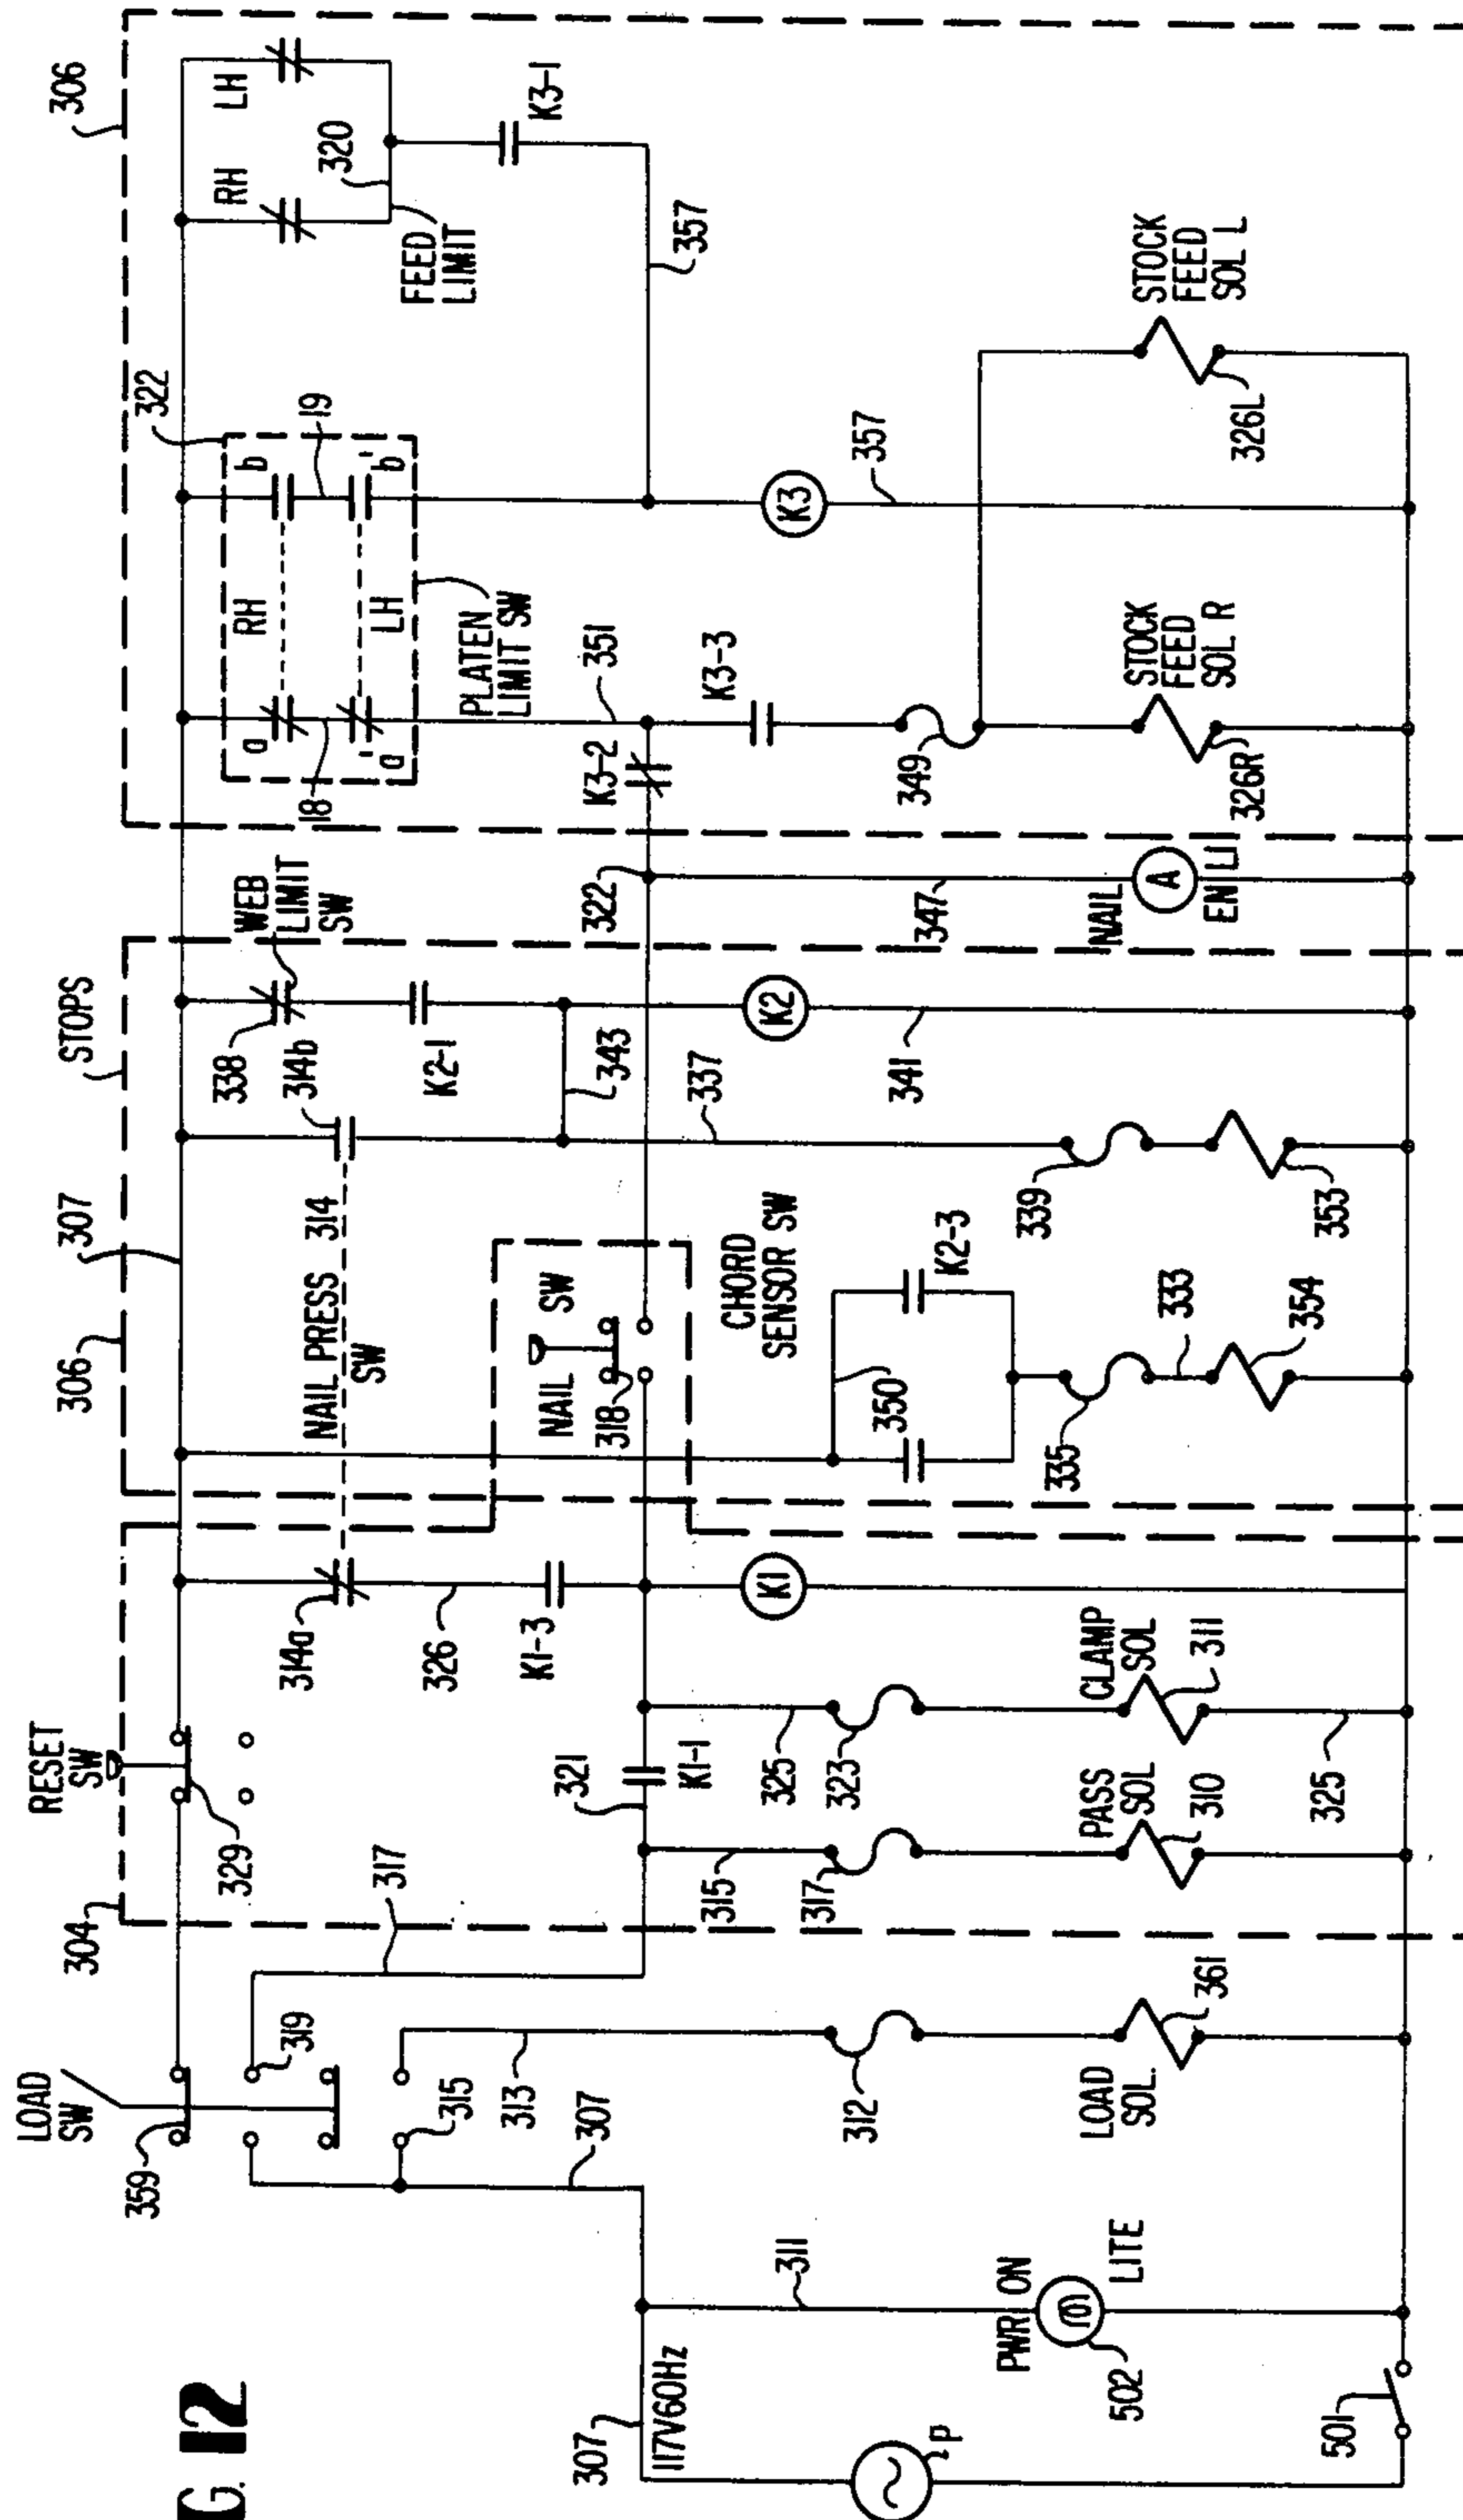 G. 12
LOAD
SW
359
319
315
313
307
317
307
117V60Hz
P
311
PWR ON
LITE
502
501
312
LOAD
SOL.
361
304
RESET
SW
329
321
K1-1
315
317
PASS
SOL
310
325
323
CLAMP
SOL
311
325
314a
326
K1-3
K1
306
307
STOPS
NAIL PRESS 314
SW
NAIL SW
318
CHORD
SENSOR SW
350
K2-3
335
333
354
338
314b
WEB
LIMIT
SW
K2-1
343
337
K2
341
339
353
322
347
NAIL
A
EN LI
306
322
RH
LH
a
a'
b
b'
18
19
PLATEN
LIMIT SW
351
K3-2
K3-3
349
STOCK
FEED
SOL R
326R
K3
357
STOCK
FEED
SOL L
326L
RH
LH
320
FEED
LIMIT
K3-1
357